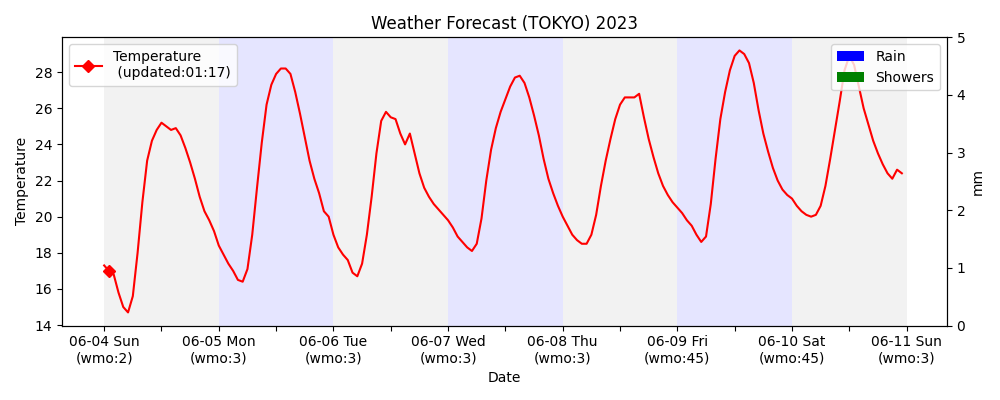 Weather Forecast (TOKYO) 2023
Temperature
(updated:01:17)
Rain
Showers
Temperature
28
26
24
22
20
18
16
14
5
4
3
2
1
0
mm
06-04 Sun 06-05 Mon 06-06 Tue 06-07 Wed 06-08 Thu 06-09 Fri 06-10 Sat 06-11 Sun
(wmo:2) (wmo:3) (wmo:3) (wmo:3) (wmo:3) (wmo:45) (wmo:45) (wmo:3)
Date